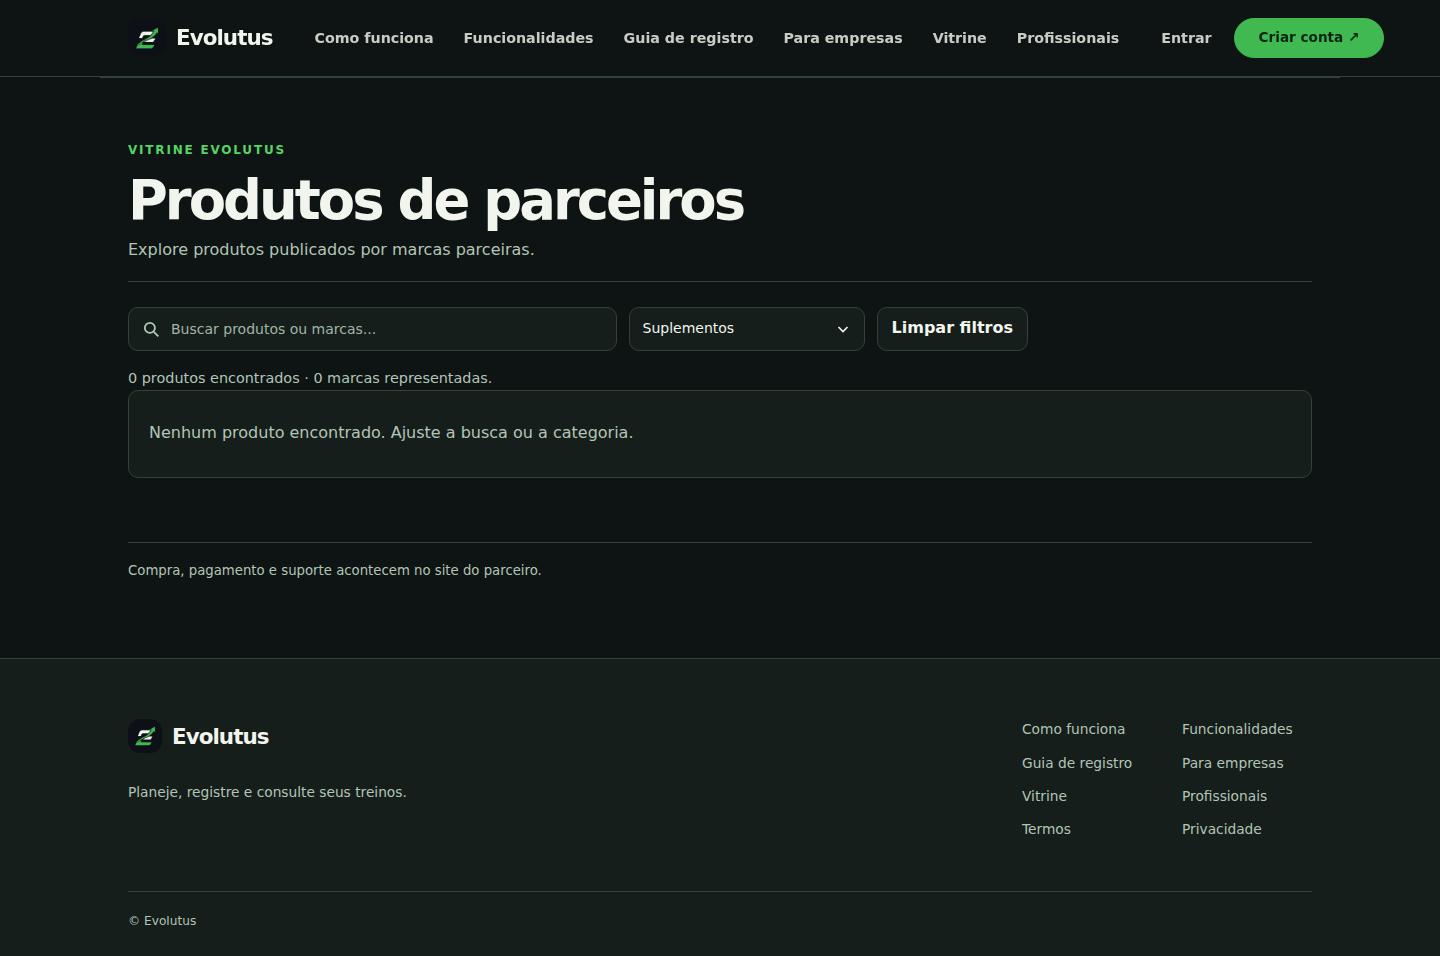 Evolutus
Como funciona
Funcionalidades
Guia de registro
Para empresas
Vitrine
Profissionais
Entrar
Criar conta ↗
VITRINE EVOLUTUS
Produtos de parceiros
Explore produtos publicados por marcas parceiras.
Buscar produtos ou marcas...
Suplementos
Limpar filtros
0 produtos encontrados · 0 marcas representadas.
Nenhum produto encontrado. Ajuste a busca ou a categoria.
Compra, pagamento e suporte acontecem no site do parceiro.
Evolutus
Planeje, registre e consulte seus treinos.
Como funciona
Funcionalidades
Guia de registro
Para empresas
Vitrine
Profissionais
Termos
Privacidade
© Evolutus